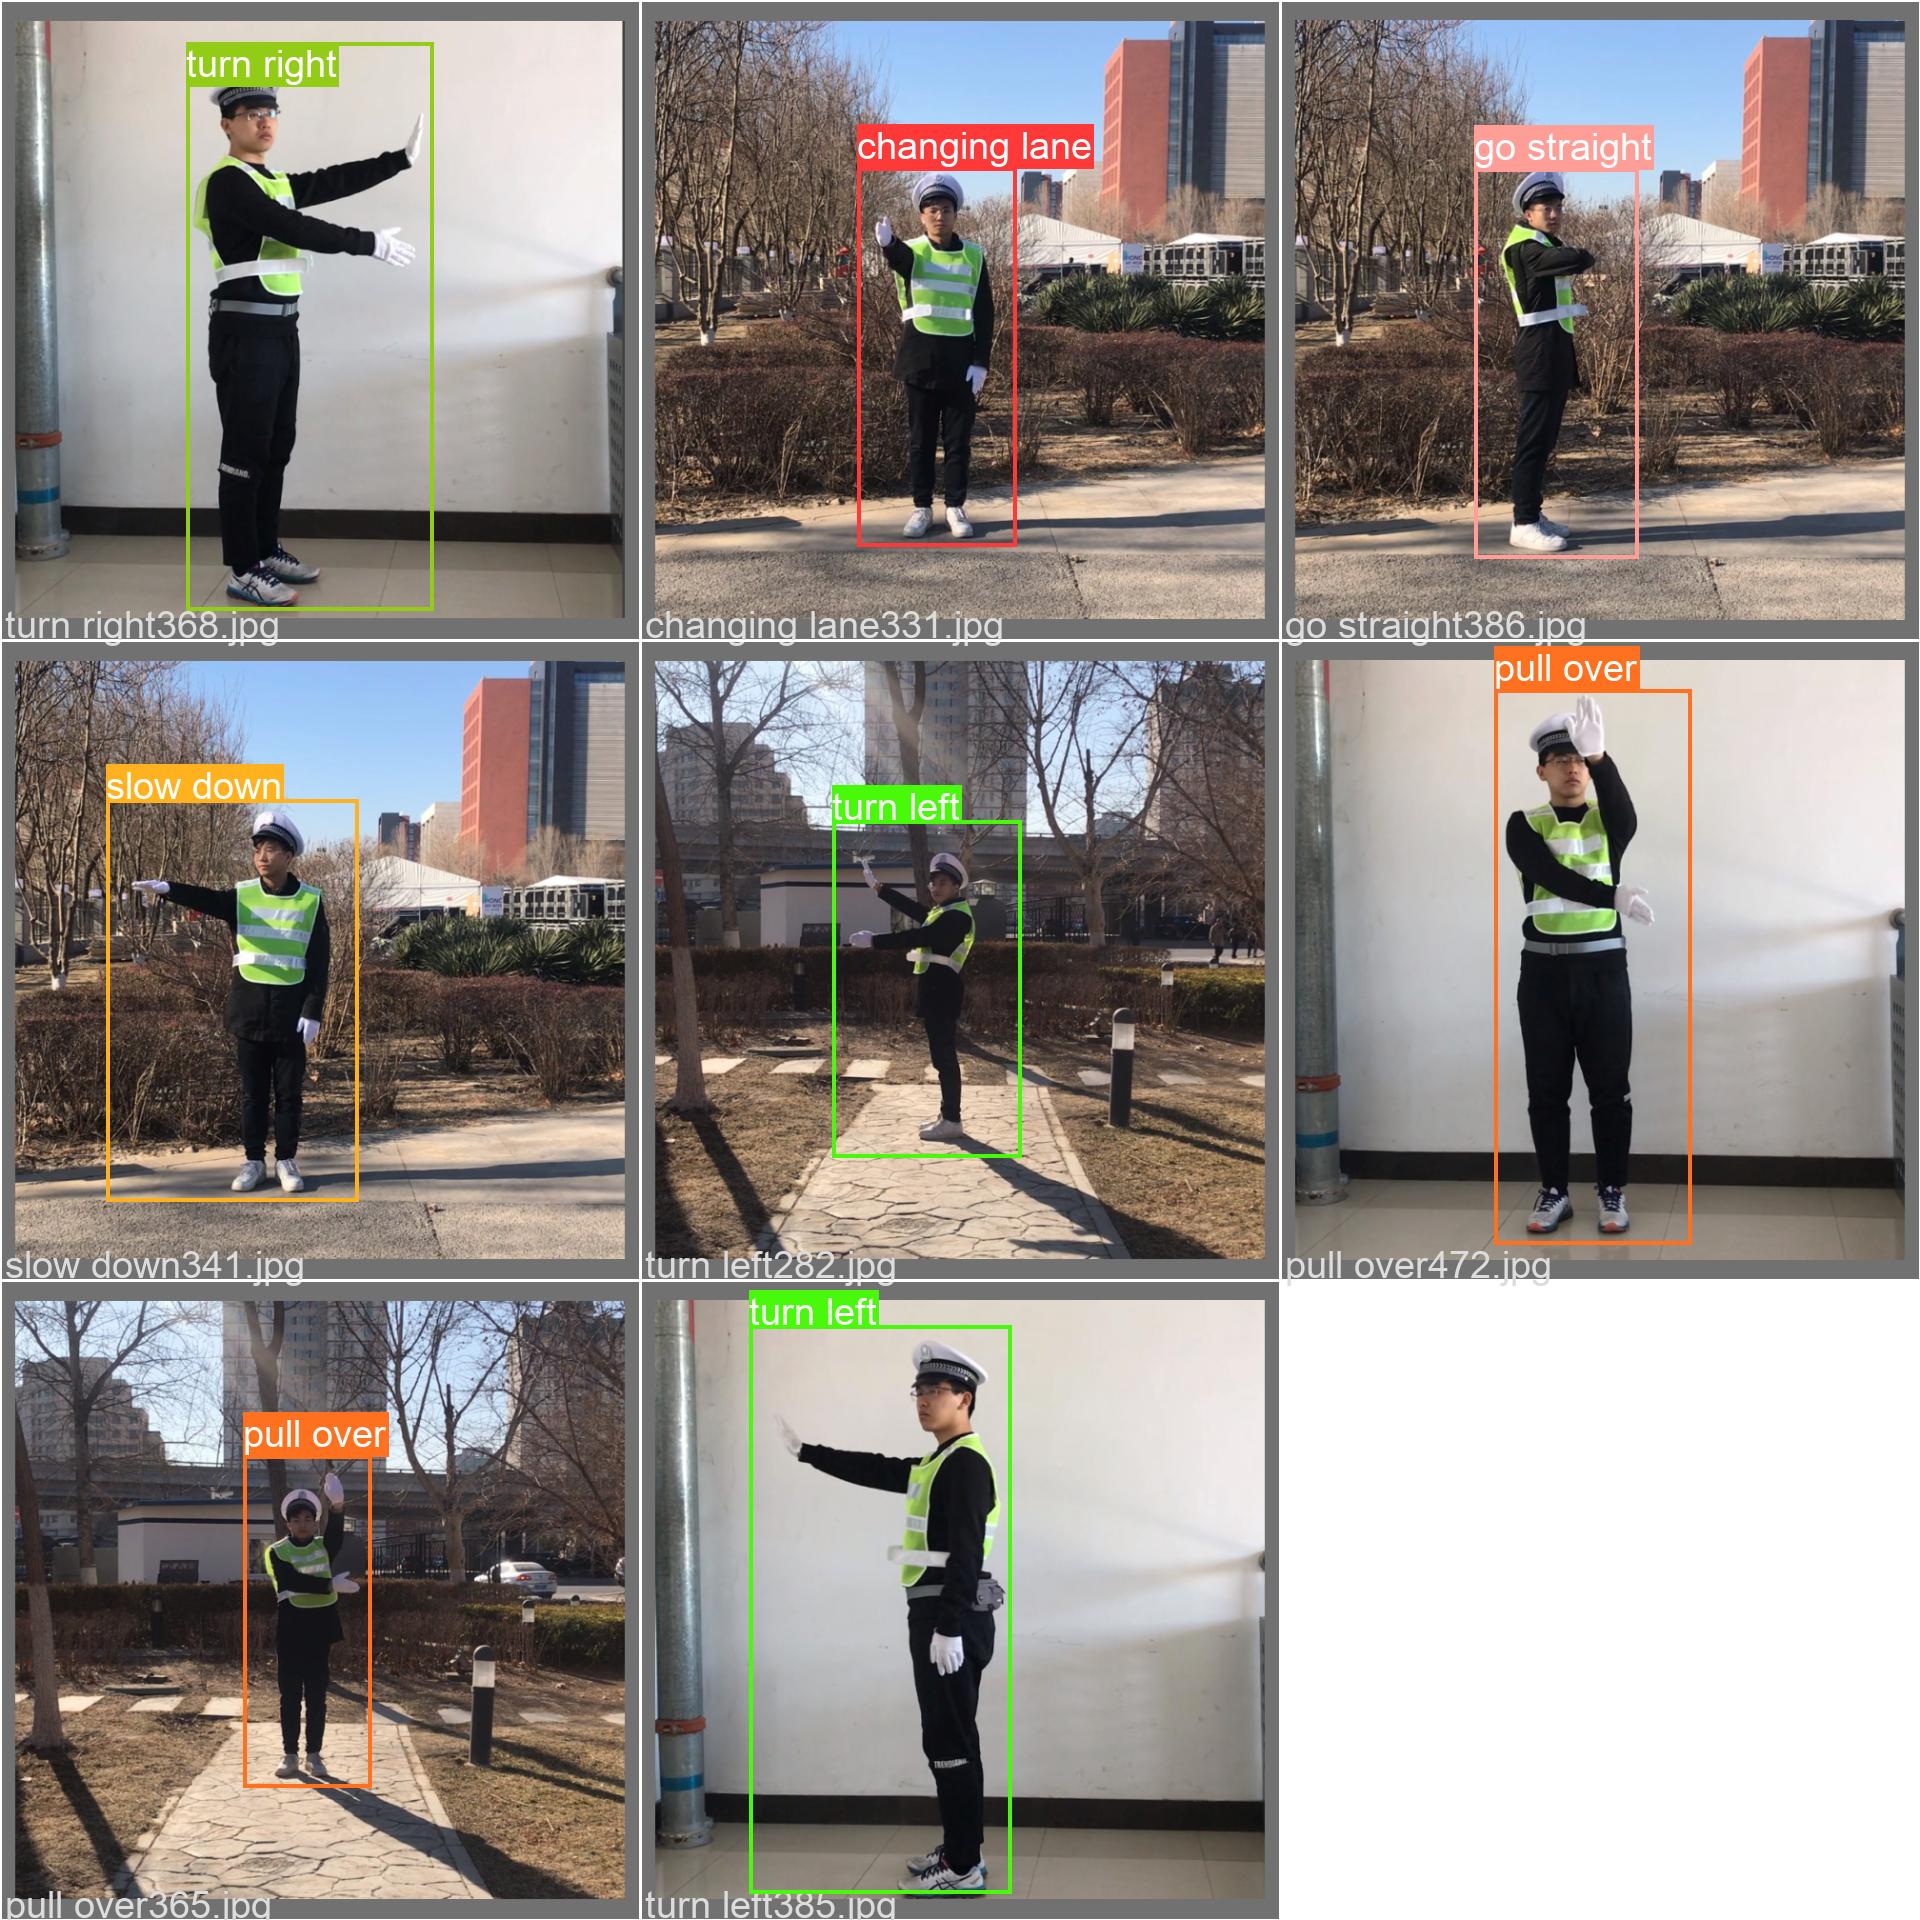 turn right
turn right368.jpg
changing lane
changing lane331.jpg
go straight
go straight386.jpg
slow down
slow down341.jpg
turn left
turn left282.jpg
pull over
pull over472.jpg
pull over
pull over365.jpg
turn left
TRENDIANO.
turn left385.jpg